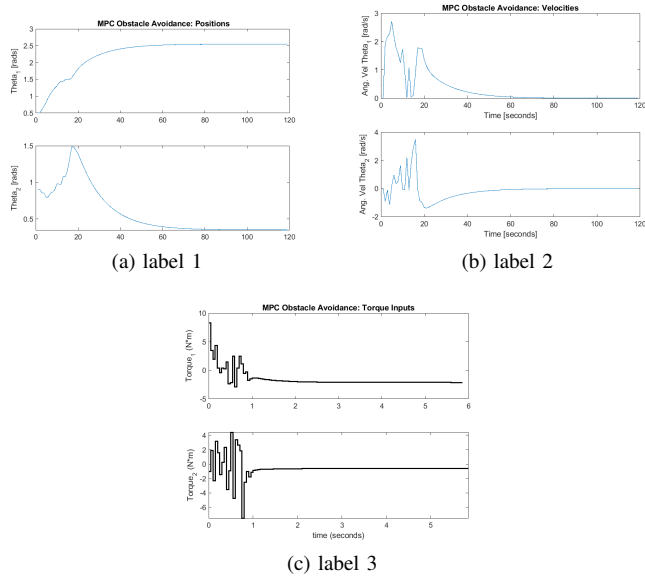 MPC Obstacle Avoidance: Positions
Theta1 [rads]
3
2.5
2
1.5
1
0.5
0 20 40 60 80 100 120
Theta2 [rads]
1.5
1
0.5
0 20 40 60 80 100 120
(a) label 1
MPC Obstacle Avoidance: Velocities
Ang. Vel Theta1 [rad/s]
3
2
1
0
0 20 40 60 80 100 120
Time [seconds]
Ang. Vel Theta2 [rad/s]
4
2
0
-2
0 20 40 60 80 100 120
Time [seconds]
(b) label 2
MPC Obstacle Avoidance: Torque Inputs
Torque1 (N*m)
10
5
0
-5
0 1 2 3 4 5 6
Torque2 (N*m)
4
2
0
-2
-4
-6
0 1 2 3 4 5
time (seconds)
(c) label 3